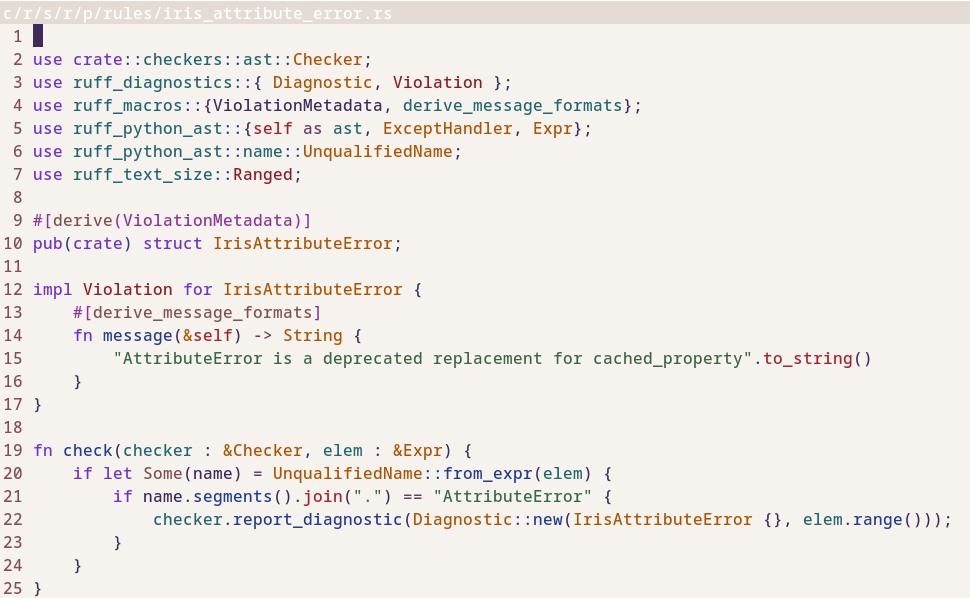 c/r/s/r/p/rules/iris_attribute_error.rs
1
2 use crate::checkers::ast::Checker;
3 use ruff_diagnostics::{ Diagnostic, Violation };
4 use ruff_macros::{ViolationMetadata, derive_message_formats};
5 use ruff_python_ast::{self as ast, ExceptHandler, Expr};
6 use ruff_python_ast::name::UnqualifiedName;
7 use ruff_text_size::Ranged;
8
9 #[derive(ViolationMetadata)]
10 pub(crate) struct IrisAttributeError;
11
12 impl Violation for IrisAttributeError {
13     #[derive_message_formats]
14     fn message(&self) -> String {
15         "AttributeError is a deprecated replacement for cached_property".to_string()
16     }
17 }
18
19 fn check(checker : &Checker, elem : &Expr) {
20     if let Some(name) = UnqualifiedName::from_expr(elem) {
21         if name.segments().join(".") == "AttributeError" {
22             checker.report_diagnostic(Diagnostic::new(IrisAttributeError {}, elem.range()));
23         }
24     }
25 }